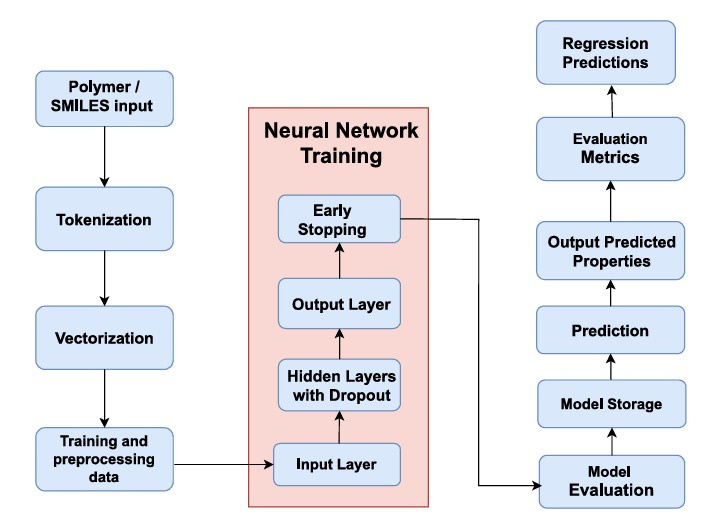 Polymer /
SMILES input
Tokenization
Vectorization
Training and
preprocessing
data
Neural Network
Training
Early
Stopping
Output Layer
Hidden Layers
with Dropout
Input Layer
Regression
Predictions
Evaluation
Metrics
Output Predicted
Properties
Prediction
Model Storage
Model
Evaluation